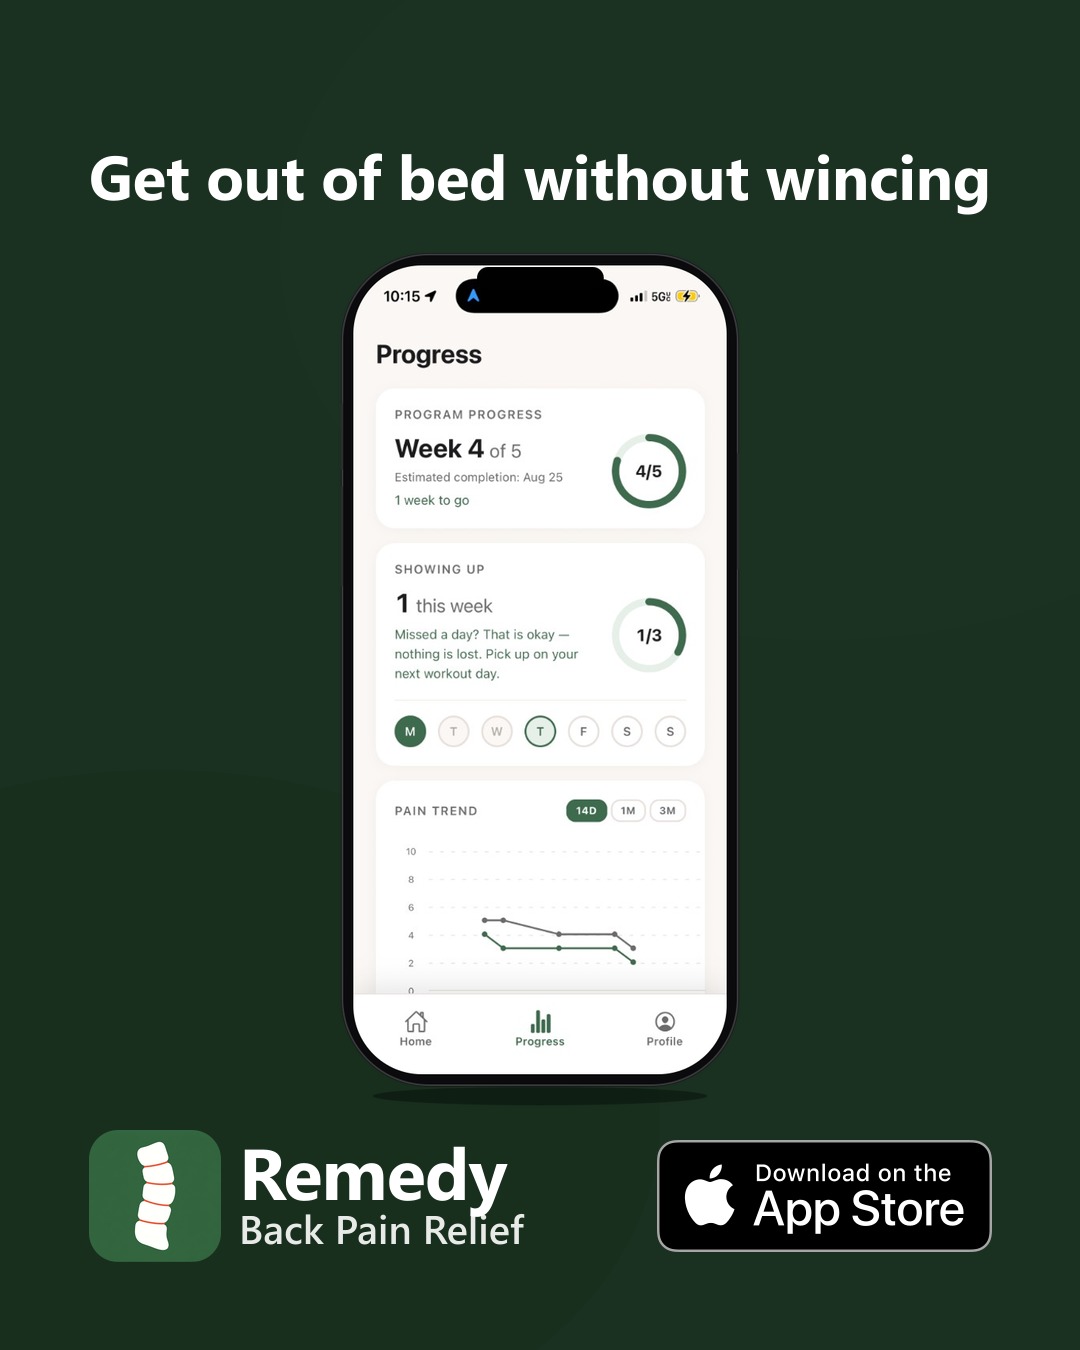 Get out of bed without wincing
10:15
5G
Progress
PROGRAM PROGRESS
Week 4 of 5
Estimated completion: Aug 25
1 week to go
4/5
SHOWING UP
1 this week
Missed a day? That is okay —
nothing is lost. Pick up on your
next workout day.
1/3
M T W T F S S
PAIN TREND
14D 1M 3M
10
8
6
4
2
0
Home Progress Profile
Remedy
Back Pain Relief
Download on the
App Store